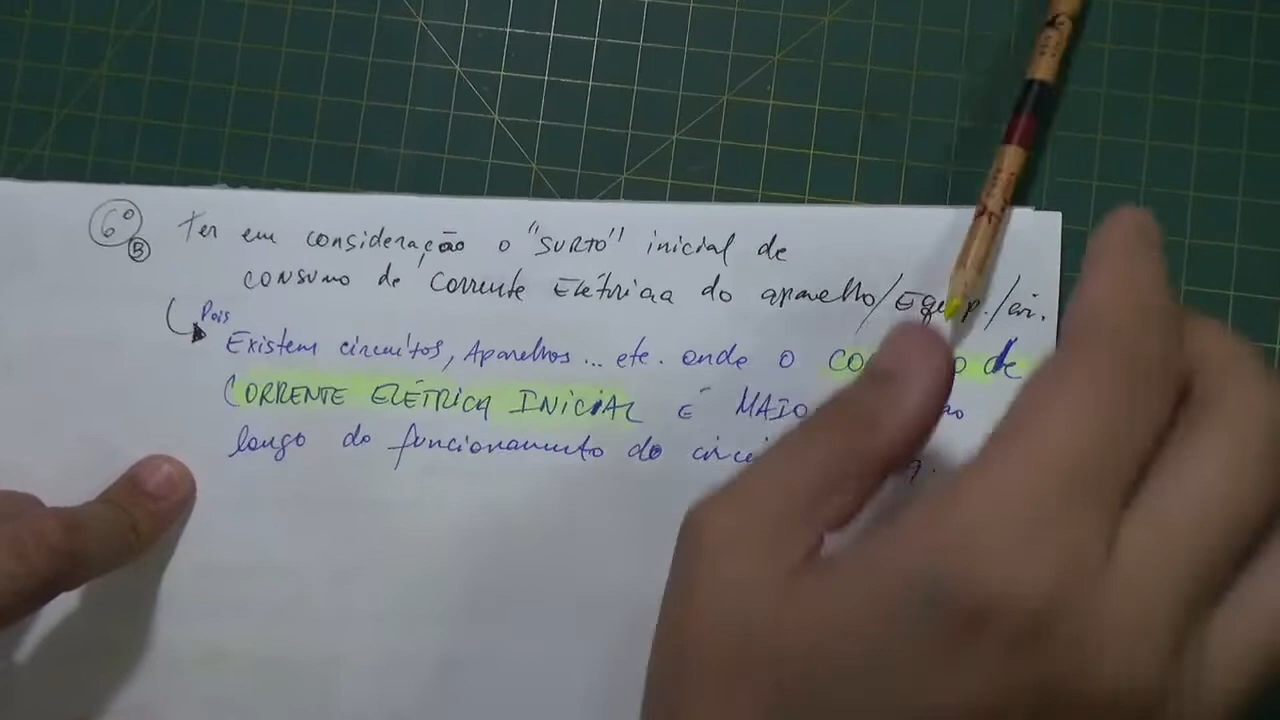 6º B Ter em consideração o "SURTO" inicial de
consumo de corrente Elétrica do aparelho/Equip./cir.
Pois
Existem circuitos, Aparelhos... etc. onde o de
CORRENTE ELÉTRICA INICIAL É
longo do funcionamento do